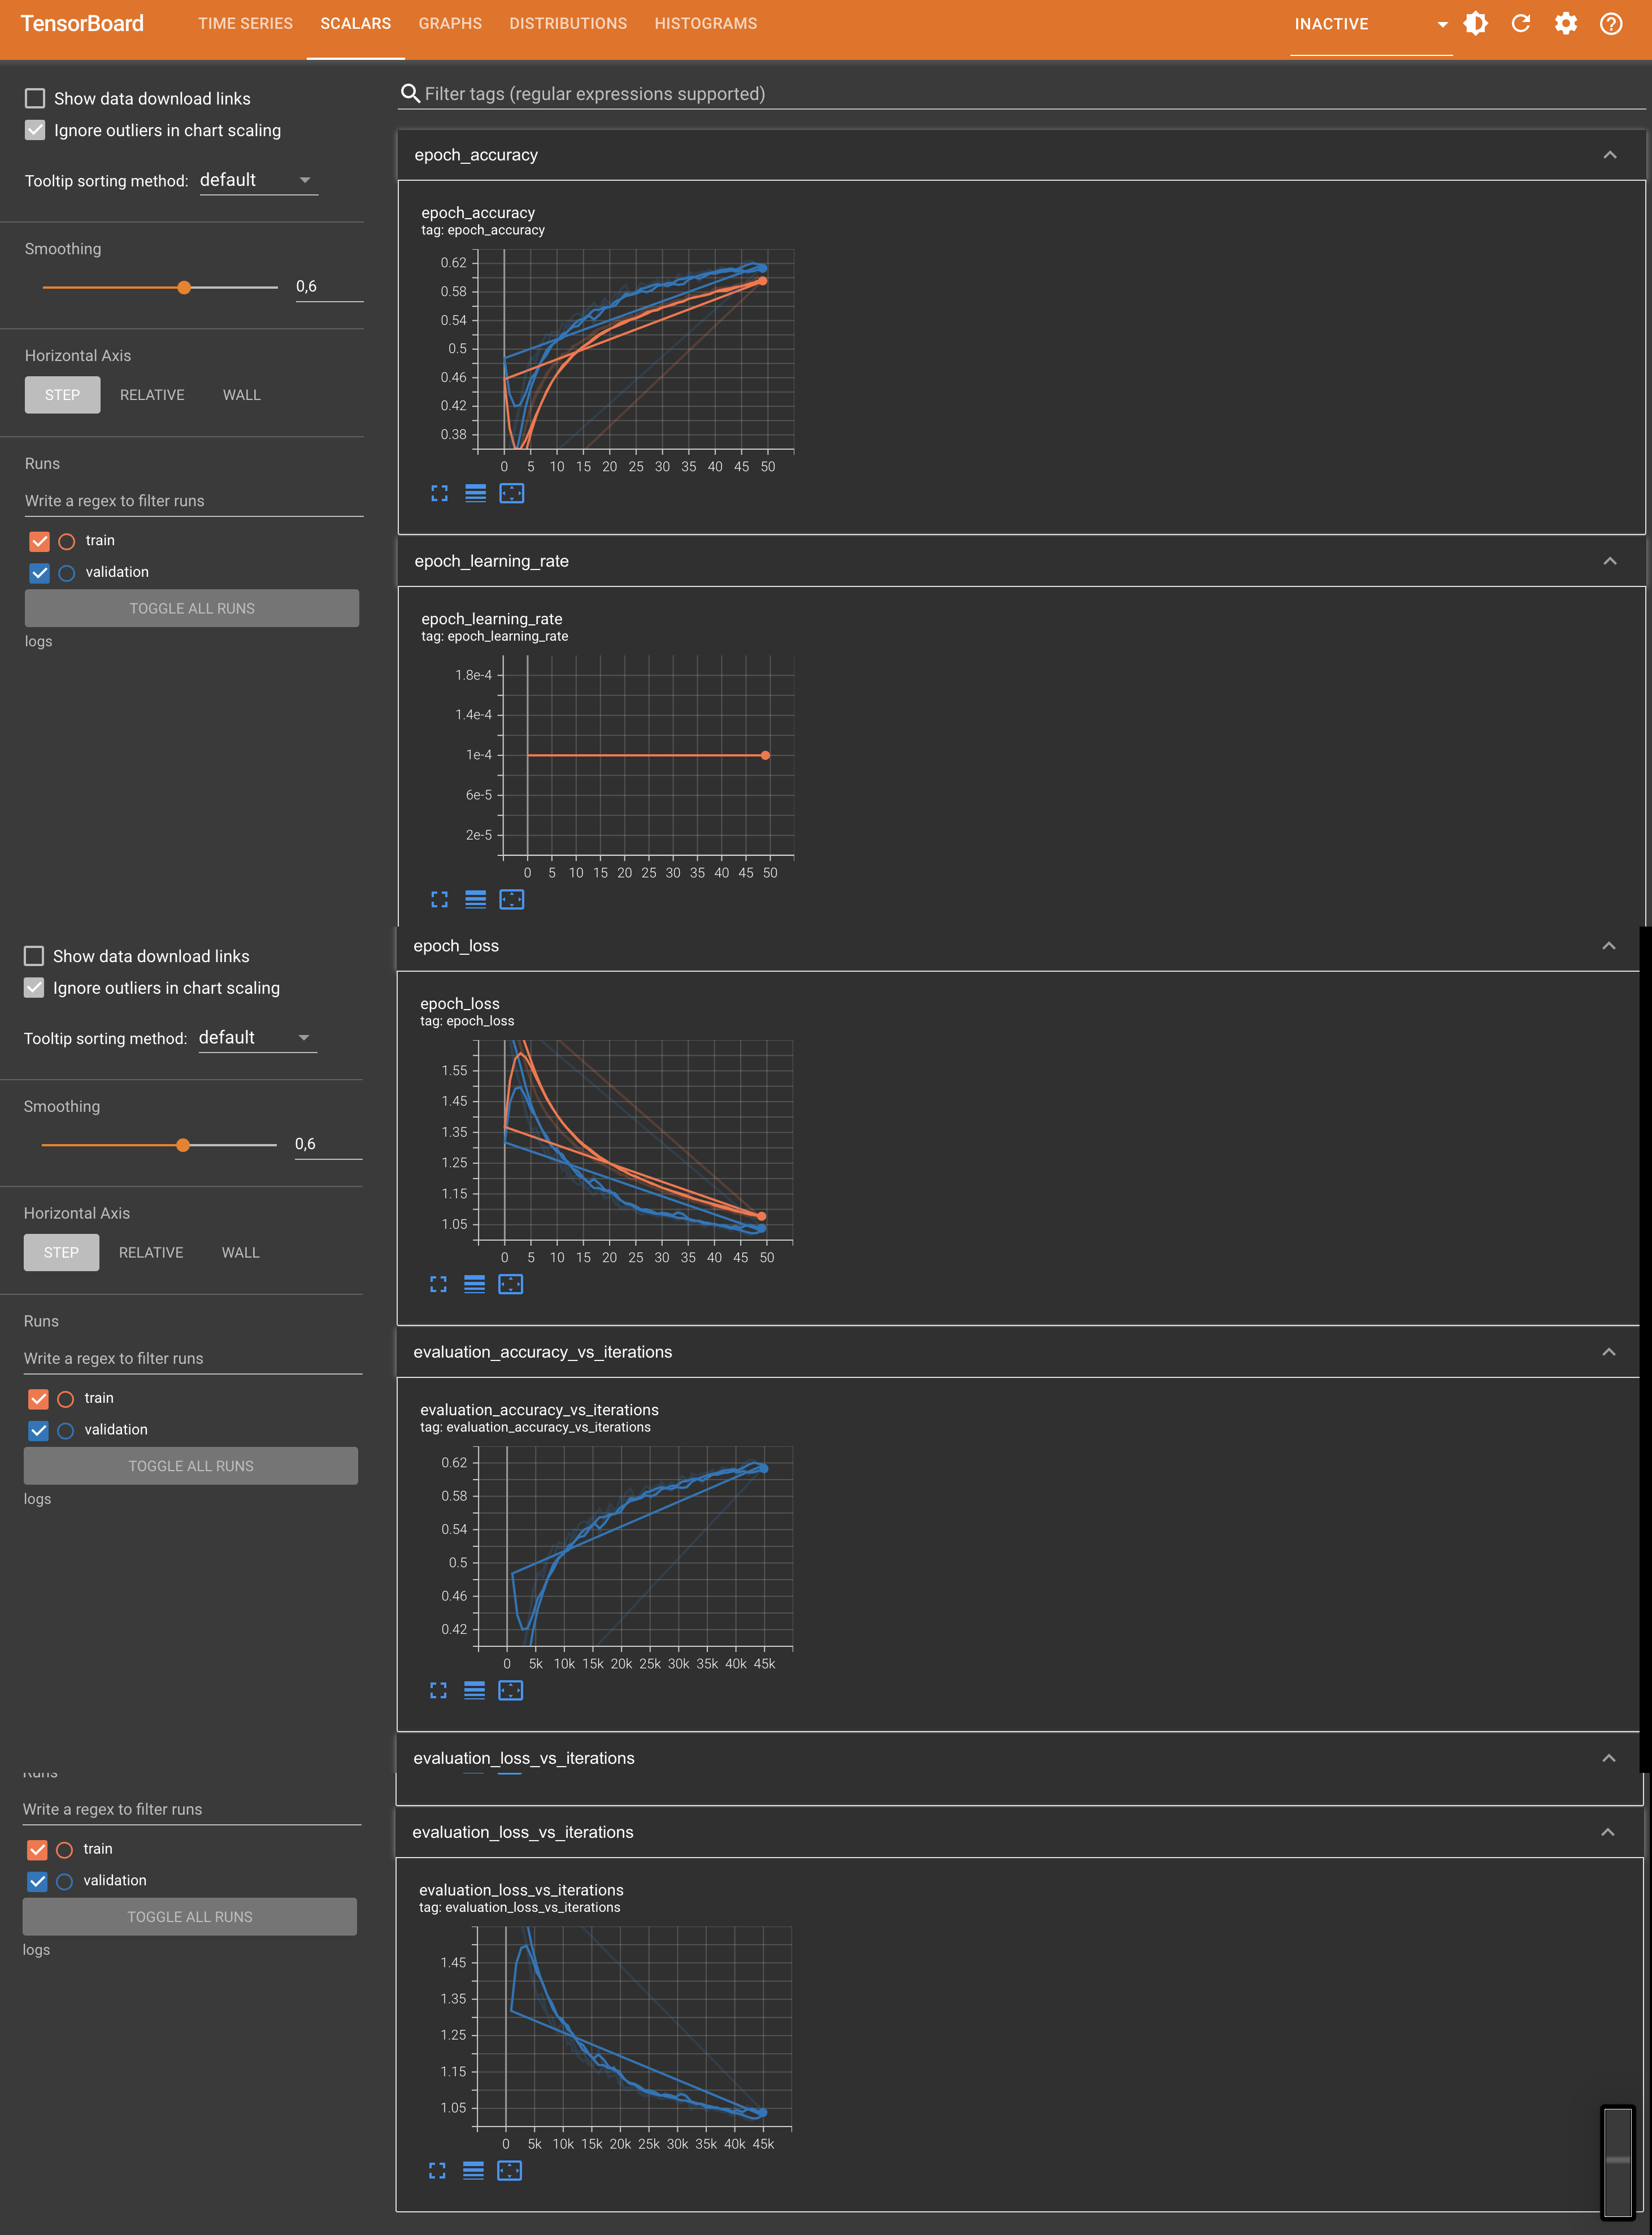 TensorBoard TIME SERIES SCALARS GRAPHS DISTRIBUTIONS HISTOGRAMS INACTIVE
Show data download links
Ignore outliers in chart scaling
Tooltip sorting method: default
Smoothing
0,6
Horizontal Axis
STEP RELATIVE WALL
Runs
Write a regex to filter runs
train
validation
TOGGLE ALL RUNS
logs
Filter tags (regular expressions supported)
epoch_accuracy
epoch_accuracy
tag: epoch_accuracy
0.62
0.58
0.54
0.5
0.46
0.42
0.38
0 5 10 15 20 25 30 35 40 45 50
epoch_learning_rate
epoch_learning_rate
tag: epoch_learning_rate
1.8e-4
1.4e-4
1e-4
6e-5
2e-5
0 5 10 15 20 25 30 35 40 45 50
Show data download links
Ignore outliers in chart scaling
Tooltip sorting method: default
Smoothing
0,6
Horizontal Axis
STEP RELATIVE WALL
Runs
Write a regex to filter runs
train
validation
TOGGLE ALL RUNS
logs
epoch_loss
epoch_loss
tag: epoch_loss
1.55
1.45
1.35
1.25
1.15
1.05
0 5 10 15 20 25 30 35 40 45 50
evaluation_accuracy_vs_iterations
evaluation_accuracy_vs_iterations
tag: evaluation_accuracy_vs_iterations
0.62
0.58
0.54
0.5
0.46
0.42
0 5k 10k 15k 20k 25k 30k 35k 40k 45k
evaluation_loss_vs_iterations
Runs
Write a regex to filter runs
train
validation
TOGGLE ALL RUNS
logs
evaluation_loss_vs_iterations
evaluation_loss_vs_iterations
tag: evaluation_loss_vs_iterations
1.45
1.35
1.25
1.15
1.05
0 5k 10k 15k 20k 25k 30k 35k 40k 45k